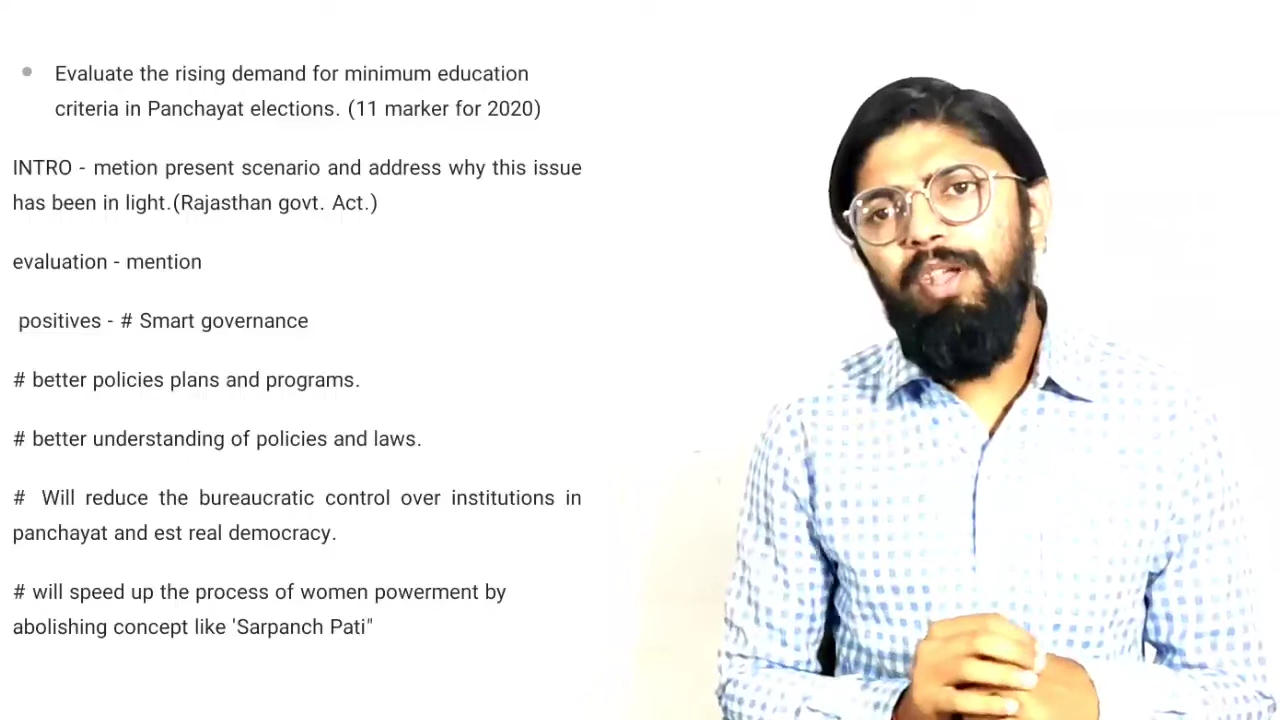 Evaluate the rising demand for minimum education
criteria in Panchayat elections. (11 marker for 2020)
INTRO - metion present scenario and address why this issue
has been in light.(Rajasthan govt. Act.)
evaluation - mention
positives - # Smart governance
# better policies plans and programs.
# better understanding of policies and laws.
# Will reduce the bureaucratic control over institutions in
panchayat and est real democracy.
# will speed up the process of women powerment by
abolishing concept like 'Sarpanch Pati"